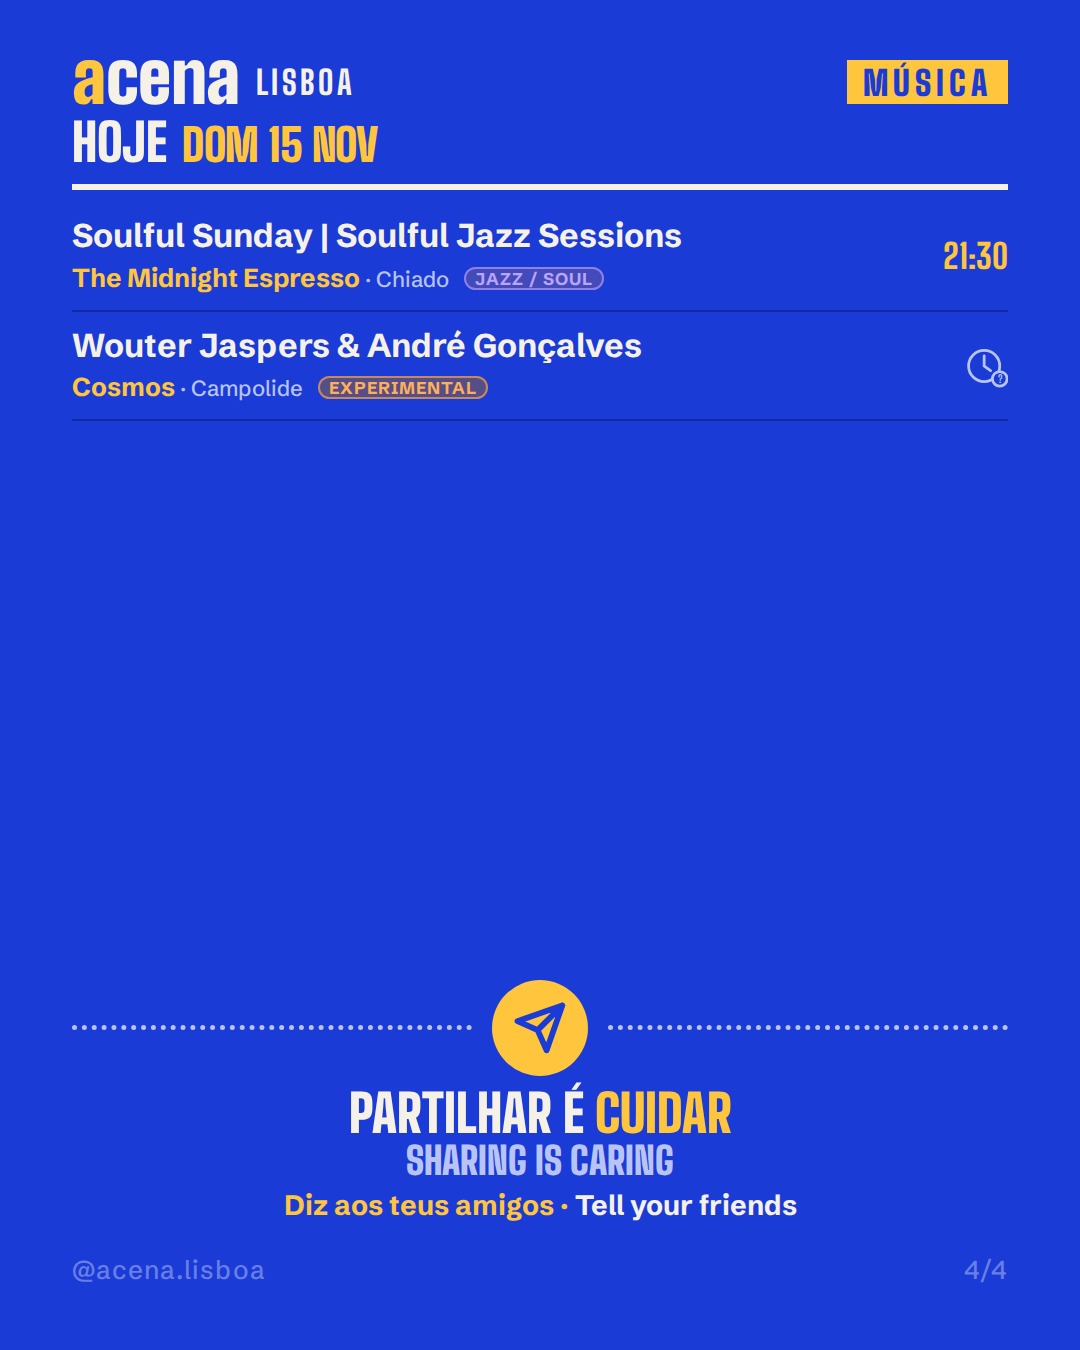 acena LISBOA
MÚSICA
HOJE DOM 15 NOV
Soulful Sunday | Soulful Jazz Sessions
21:30
The Midnight Espresso · Chiado JAZZ / SOUL
Wouter Jaspers & André Gonçalves
?
Cosmos · Campolide EXPERIMENTAL
PARTILHAR É CUIDAR
SHARING IS CARING
Diz aos teus amigos · Tell your friends
@acena.lisboa
4/4